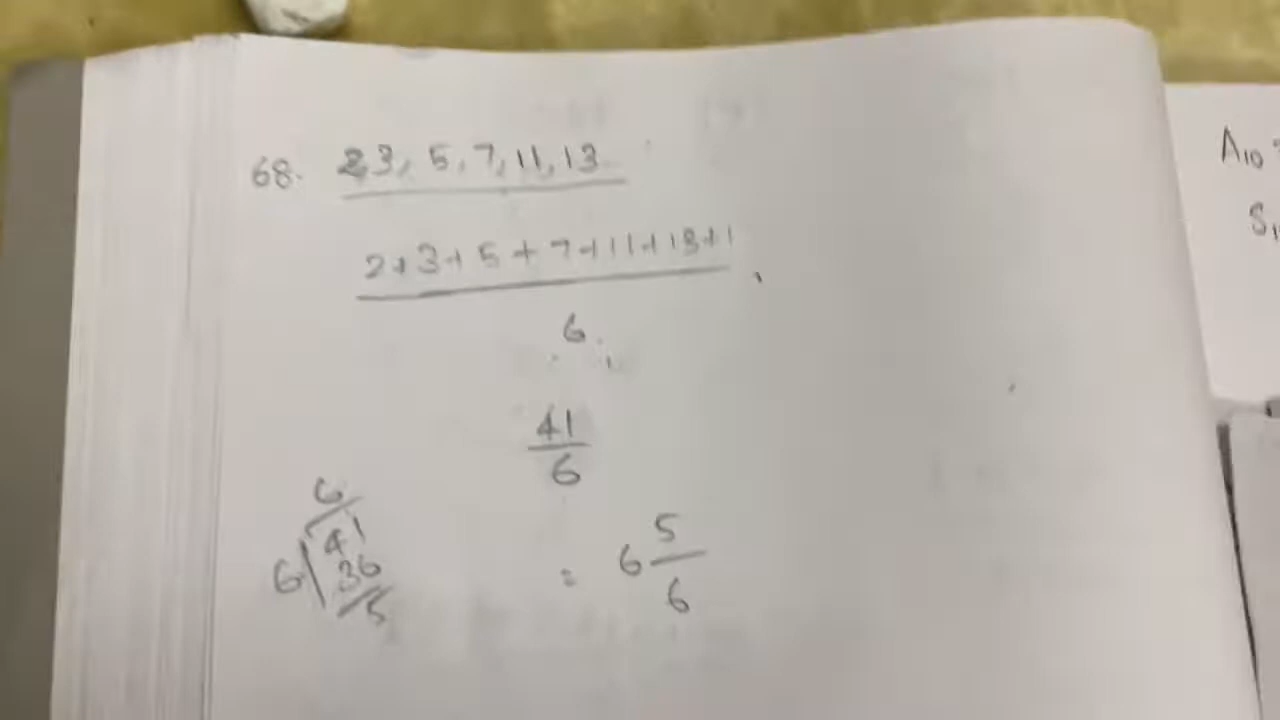 68. 2,3, 5,7,11,13
2+3+5+7+11+13+1
6
41
6
6
6 41
36
5
= 6 5
6
A10
S1